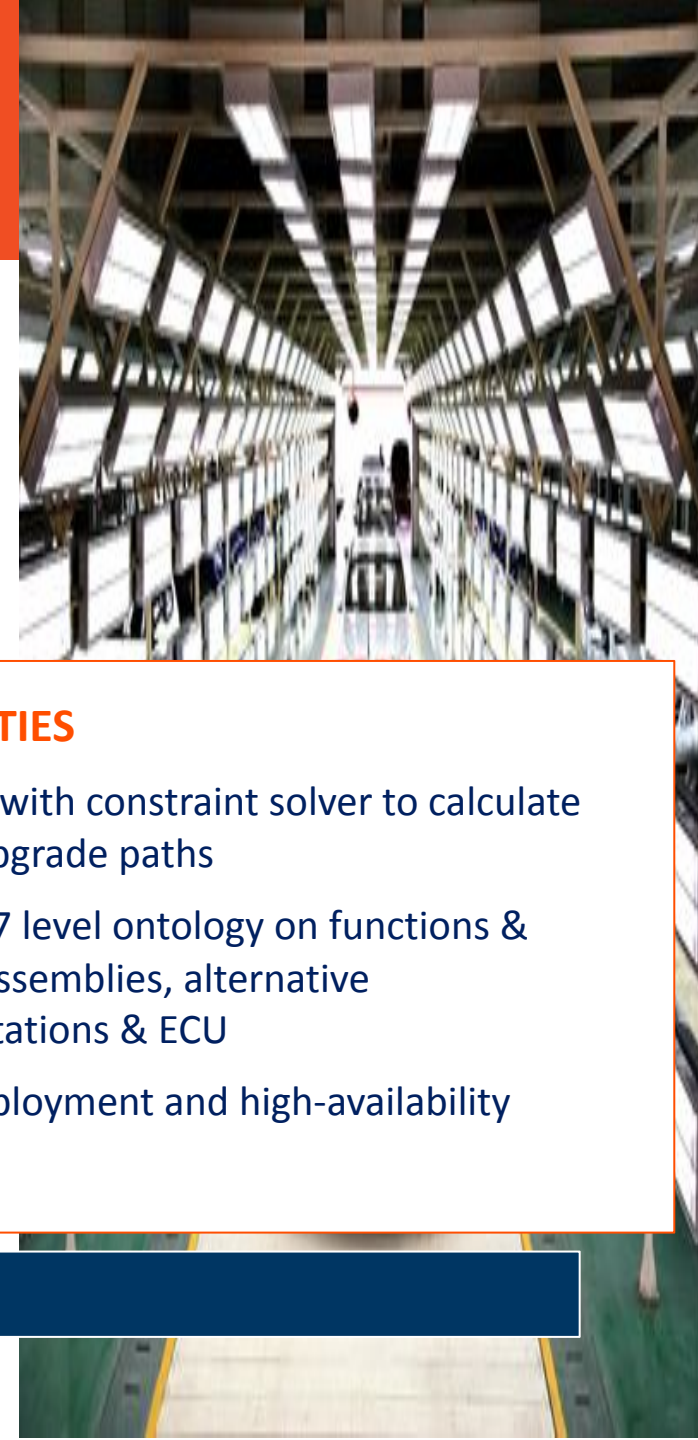 TIES
with constraint solver to calculate
pgrade paths
7 level ontology on functions &
ssemblies, alternative
tations & ECU
ployment and high-availability